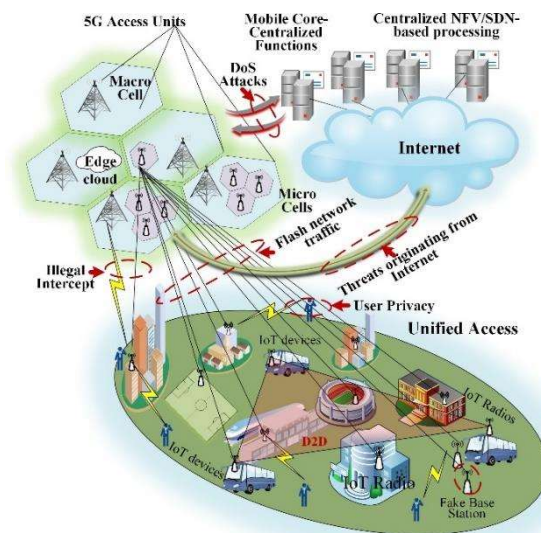 5G Access Units
Mobile Core-
Centralized
Functions
Centralized NFV/SDN-
based processing
Macro
Cell
DoS
Attacks
Edge
cloud
Internet
Micro
Cells
Flash network
traffic
Threats originating from
Internet
Illegal
Intercept
User Privacy
Unified Access
IoT devices
IoT Radios
D2D
IoT devices
IoT Radio
Fake Base
Station